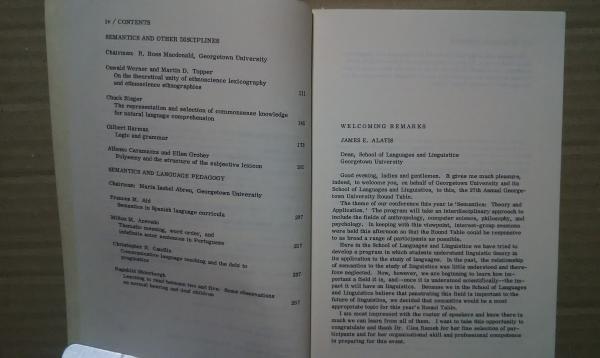 iv / CONTENTS
SEMANTICS AND OTHER DISCIPLINES
Chairman: R. Ross Macdonald, Georgetown University
Oswald Werner and Martin D. Topper
On the theoretical unity of ethnoscience lexicography
and ethnoscience ethnographies 111
Chuck Rieger
The representation and selection of commonsense knowledge
for natural language comprehension
Gilbert Harman
Logic and grammar 173
Alfonso Caramazza and Ellen Grober
Polysemy and the structure of the subjective lexicon 181
SEMANTICS AND LANGUAGE PEDAGOGY
Chairman: Maria Isabel Abreu, Georgetown University
Frances M. Aid
Semantics in Spanish language curricula 207
Milton M. Azevedo
Thematic meaning, word order, and
indefinite actor sentences in Portuguese 217
Christopher N. Candlin
Communicative language teaching and the debt to
pragmatics 237
Ragnhild Söderbergh
Learning to read between two and five: Some observations
on normal hearing and deaf children 257
WELCOMING REMARKS
JAMES E. ALATIS
Dean, School of Languages and Linguistics
Georgetown University
Good evening, ladies and gentlemen. It gives me much pleasure,
indeed, to welcome you, on behalf of Georgetown University and its
School of Languages and Linguistics, to this, the 27th Annual George-
town University Round Table.
The theme of our conference this year is 'Semantics: Theory and
Application.' The program will take an interdisciplinary approach to
include the fields of anthropology, computer science, philosophy, and
psychology. In keeping with this viewpoint, interest-group sessions
were held this afternoon so that the Round Table could be responsive
to as broad a range of participants as possible.
Here in the School of Languages and Linguistics we have tried to
develop a program in which students understand linguistic theory in
its application to the study of languages. In the past, the relationship
of semantics to the study of linguistics was little understood and there-
fore neglected. Now, however, we are beginning to learn how im-
portant a field it is, and—once it is understood scientifically—the im-
pact it will have on linguistics. Because we in the School of Languages
and Linguistics believe that penetrating this field is important to the
future of linguistics, we decided that semantics would be a most
appropriate topic for this year's Round Table.
I am most impressed with the roster of speakers and know there is
much we can learn from all of them. I want to take this opportunity to
congratulate and thank Dr. Clea Rameh for her fine selection of par-
ticipants and for her organizational skill and professional competence
in preparing for this event.